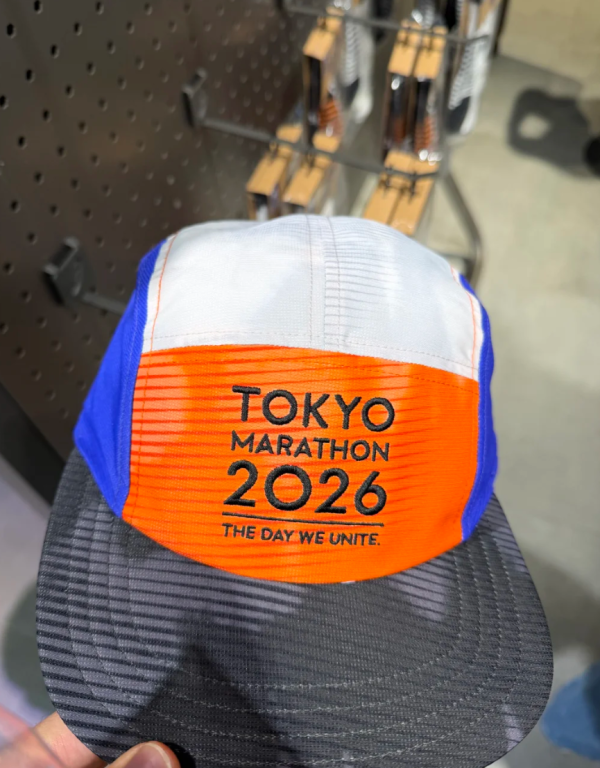 TOKYO
MARATHON
2026
THE DAY WE UNITE.